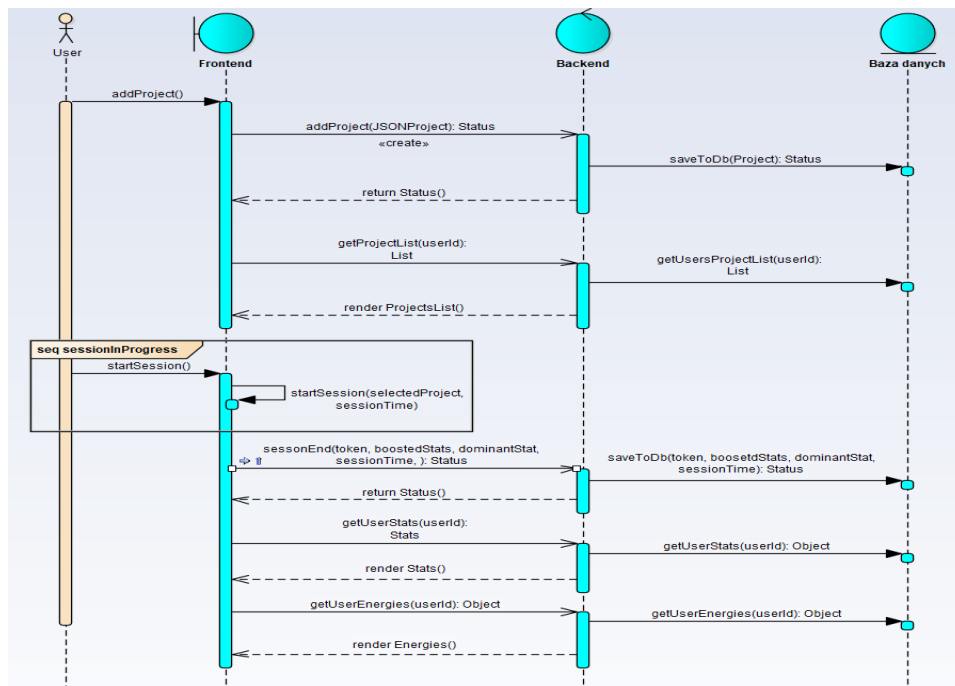 User
Frontend
Backend
Baza danych
addProject()
addProject(JSONProject): Status
«create»
saveToDb(Project): Status
return Status()
getProjectList(userId):
List
getUsersProjectList(userId):
List
render ProjectsList()
seq sessionInProgress
startSession()
startSession(selectedProject,
sessionTime)
sessonEnd(token, boostedStats, dominantStat,
sessionTime, ): Status
saveToDb(token, boosetdStats, dominantStat,
sessionTime): Status
return Status()
getUserStats(userId):
Stats
getUserStats(userId): Object
render Stats()
getUserEnergies(userId): Object
getUserEnergies(userId): Object
render Energies()